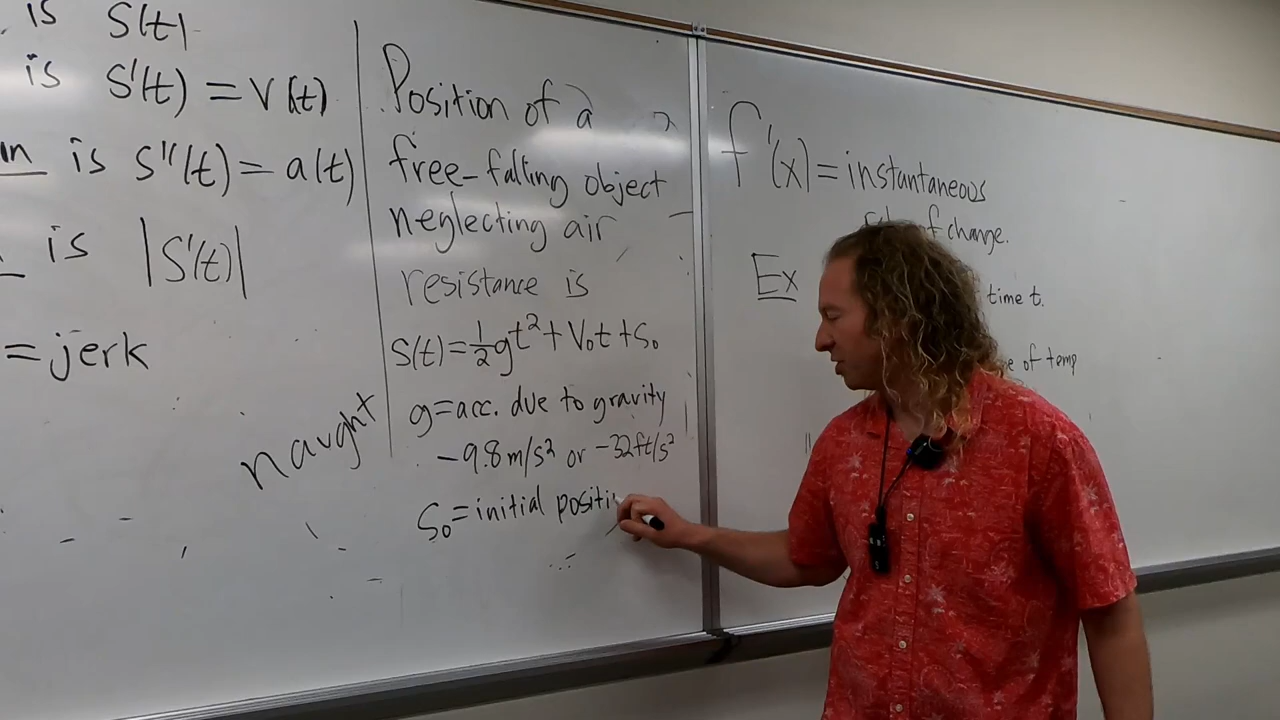 is S(t)
is S'(t) = v(t)
is S''(t) = a(t)
is |S'(t)|
= jerk
naught
Position of a
free-falling object
neglecting air
resistance is
s(t) = ½gt² + V₀t + S₀
g = acc. due to gravity
-9.8 m/s² or -32 ft/s²
S₀ = initial positi
f'(x) = instantaneous
of change.
Ex
time t.
of temp